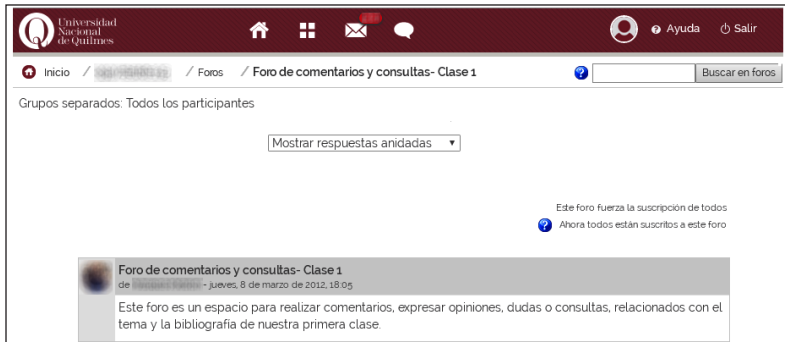 Universidad
Nacional
de Quilmes
Ayuda
Salir
Inicio / / Foros / Foro de comentarios y consultas- Clase 1
Buscar en foros
Grupos separados: Todos los participantes
Mostrar respuestas anidadas
Este foro fuerza la suscripción de todos
Ahora todos están suscritos a este foro
Foro de comentarios y consultas- Clase 1
de - jueves, 8 de marzo de 2012, 18:05
Este foro es un espacio para realizar comentarios, expresar opiniones, dudas o consultas, relacionados con el
tema y la bibliografía de nuestra primera clase.